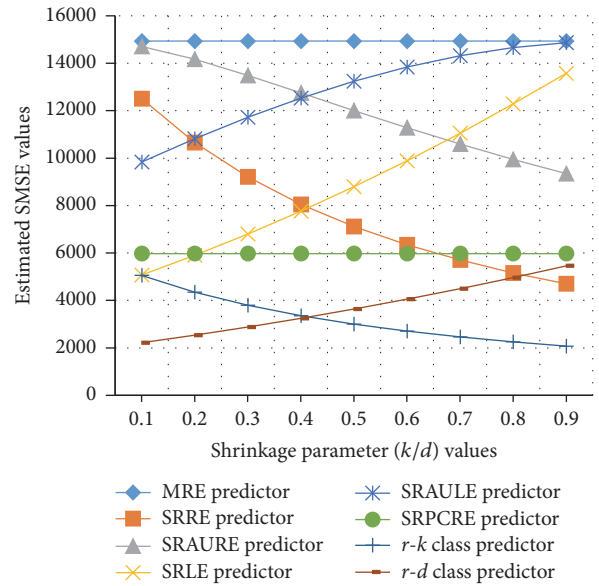 Estimated SMSE values
16000
14000
12000
10000
8000
6000
4000
2000
0
0.1 0.2 0.3 0.4 0.5 0.6 0.7 0.8 0.9
Shrinkage parameter (k/d) values
MRE predictor
SRRE predictor
SRAURE predictor
SRLE predictor
SRAULE predictor
SRPCRE predictor
r-k class predictor
r-d class predictor